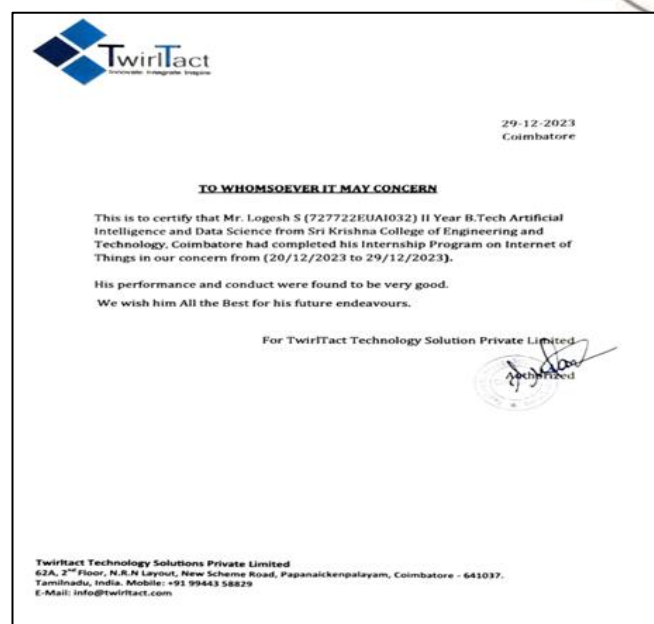 TwirlTact
Innovate Integrate Inspire
29-12-2023
Coimbatore
TO WHOMSOEVER IT MAY CONCERN
This is to certify that Mr. Logesh S (727722EUAI032) II Year B.Tech Artificial
Intelligence and Data Science from Sri Krishna College of Engineering and
Technology, Coimbatore had completed his Internship Program on Internet of
Things in our concern from (20/12/2023 to 29/12/2023).
His performance and conduct were found to be very good.
We wish him All the Best for his future endeavours.
For TwirlTact Technology Solution Private Limited
Authorized
Twirltact Technology Solutions Private Limited
62A, 2nd Floor, N.R.N Layout, New Scheme Road, Papanaickenpalayam, Coimbatore - 641037.
Tamilnadu, India. Mobile: +91 99443 58829
E-Mail: info@twirltact.com